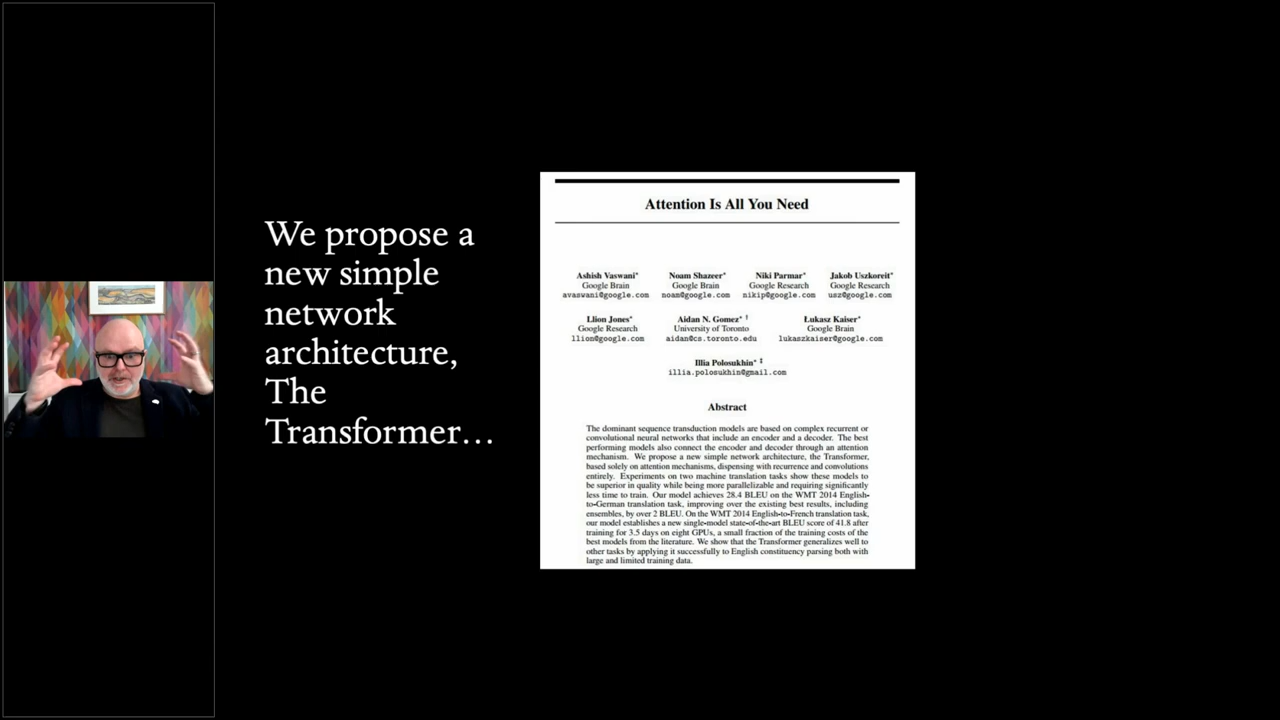 We propose a
new simple
network
architecture,
The
Transformer…
Attention Is All You Need
Ashish Vaswani* Noam Shazeer* Niki Parmar* Jakob Uszkoreit*
Google Brain Google Brain Google Research Google Research
avaswani@google.com noam@google.com nikip@google.com usz@google.com
Llion Jones* Aidan N. Gomez* † Łukasz Kaiser*
Google Research University of Toronto Google Brain
llion@google.com aidan@cs.toronto.edu lukaszkaiser@google.com
Illia Polosukhin* ‡
illia.polosukhin@gmail.com
Abstract
The dominant sequence transduction models are based on complex recurrent or
convolutional neural networks that include an encoder and a decoder. The best
performing models also connect the encoder and decoder through an attention
mechanism. We propose a new simple network architecture, the Transformer,
based solely on attention mechanisms, dispensing with recurrence and convolutions
entirely. Experiments on two machine translation tasks show these models to
be superior in quality while being more parallelizable and requiring significantly
less time to train. Our model achieves 28.4 BLEU on the WMT 2014 English-
to-German translation task, improving over the existing best results, including
ensembles, by over 2 BLEU. On the WMT 2014 English-to-French translation task,
our model establishes a new single-model state-of-the-art BLEU score of 41.8 after
training for 3.5 days on eight GPUs, a small fraction of the training costs of the
best models from the literature. We show that the Transformer generalizes well to
other tasks by applying it successfully to English constituency parsing both with
large and limited training data.